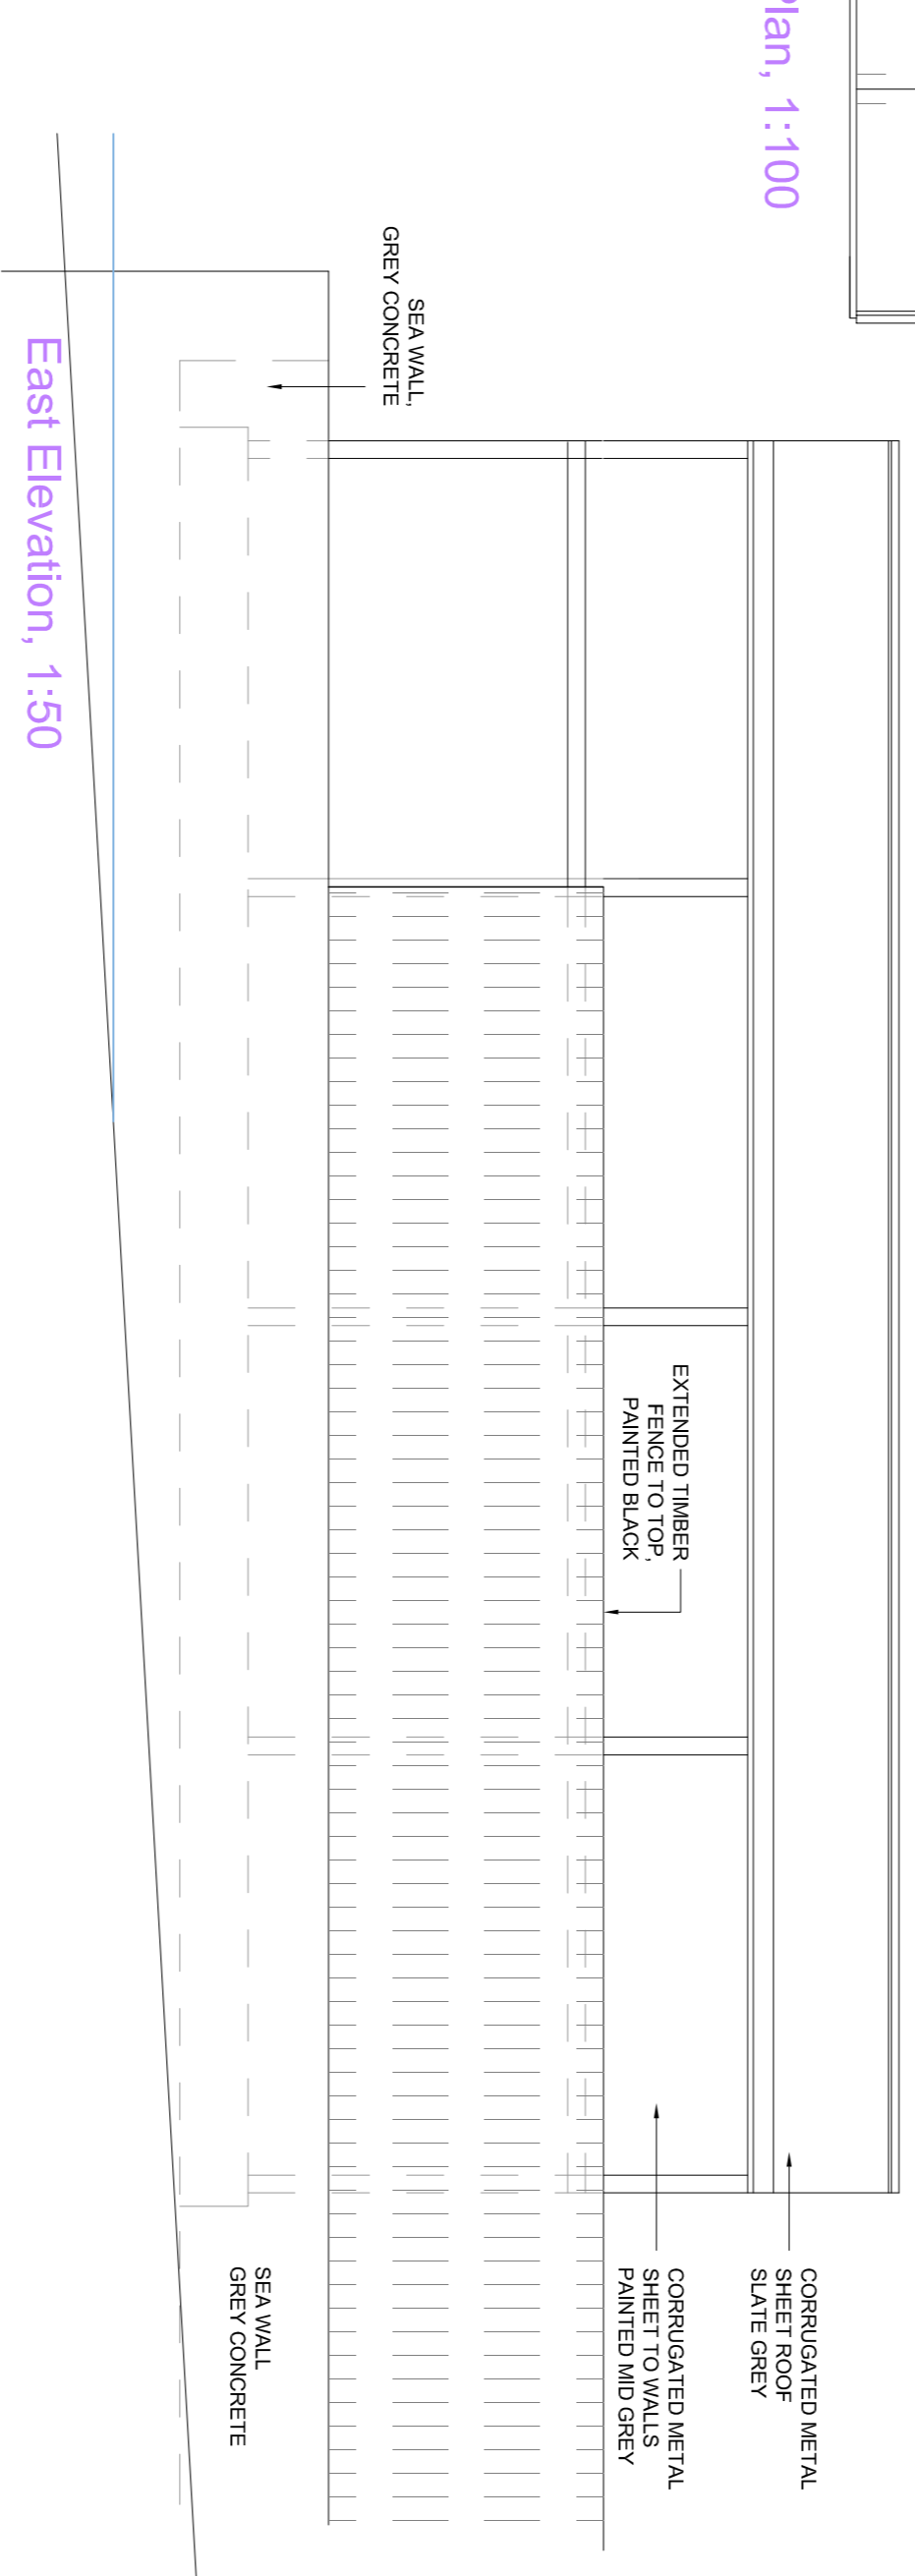 Plan, 1:100
SEA WALL,
GREY CONCRETE
East Elevation, 1:50
EXTENDED TIMBER
FENCE TO TOP,
PAINTED BLACK
CORRUGATED METAL
SHEET ROOF
SLATE GREY
CORRUGATED METAL
SHEET TO WALLS
PAINTED MID GREY
SEA WALL
GREY CONCRETE